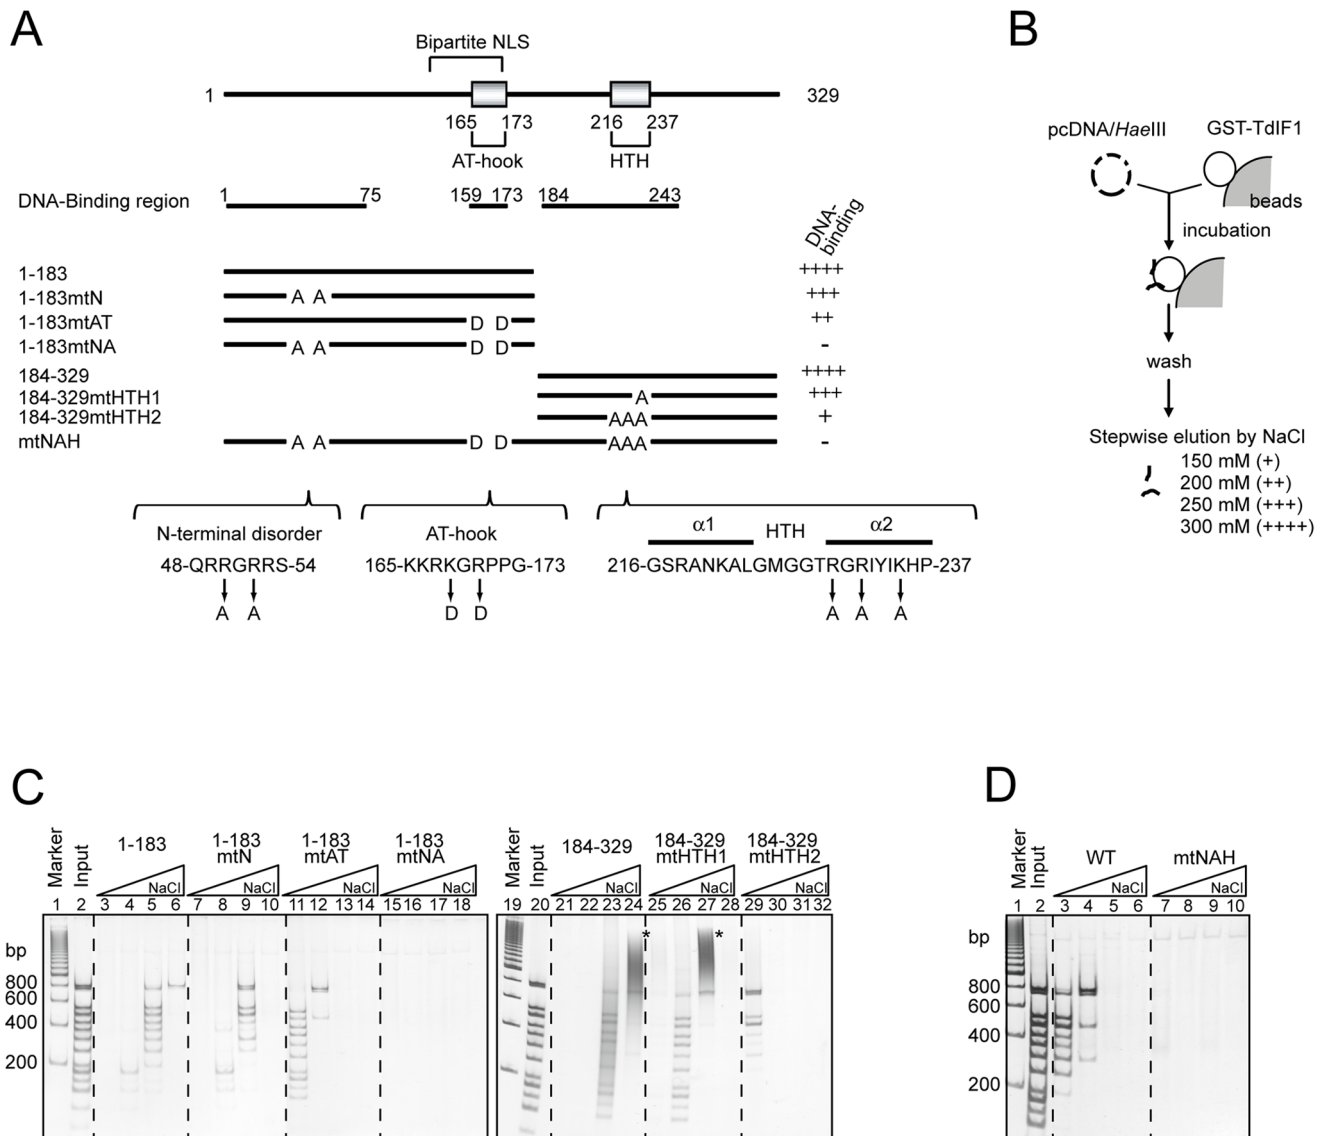 A
Bipartite NLS
1 329
165 173 216 237
AT-hook HTH
DNA-Binding region 1 75 159 173 184 243
DNA-binding
1-183 ++++
1-183mtN A A +++
1-183mtAT D D ++
1-183mtNA A A D D -
184-329 ++++
184-329mtHTH1 A +++
184-329mtHTH2 AAA +
mtNAH A A D D AAA -
N-terminal disorder AT-hook α1 HTH α2
48-QRRGRRS-54 165-KKRKGRPPG-173 216-GSRANKALGMGGTRGRIYIKHP-237
A A D D A A A
B
pcDNA/HaeIII GST-TdIF1
beads
incubation
wash
Stepwise elution by NaCl
150 mM (+)
200 mM (++)
250 mM (+++)
300 mM (++++)
C
Marker Input 1-183 1-183 mtN 1-183 mtAT 1-183 mtNA Marker Input 184-329 184-329 mtHTH1 184-329 mtHTH2
NaCl NaCl NaCl NaCl NaCl NaCl NaCl
1 2 3 4 5 6 7 8 9 10 11 12 13 14 15 16 17 18 19 20 21 22 23 24 25 26 27 28 29 30 31 32
* *
bp
800
600
400
200
D
Marker Input WT mtNAH
NaCl NaCl
1 2 3 4 5 6 7 8 9 10
bp
800
600
400
200